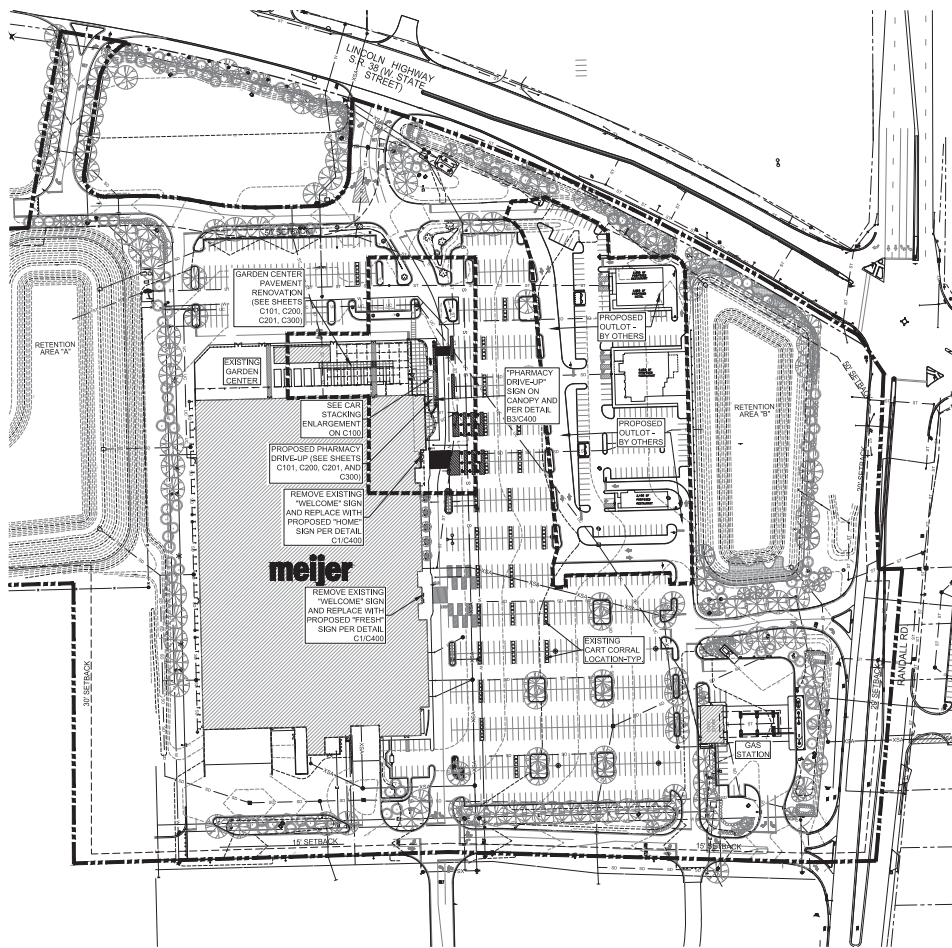 LINCOLN HIGHWAY
S.R. 38 (W. STATE
STREET)
50' SETBACK
GARDEN CENTER
PAVEMENT
RENOVATION
(SEE SHEETS
C101, C200,
C201, C300)
RETENTION
AREA "A"
EXISTING
GARDEN
CENTER
PROPOSED
OUTLOT -
BY OTHERS
"PHARMACY
DRIVE-UP"
SIGN ON
CANOPY AND
PER DETAIL
B3/C400
50' SETBACK
SEE CAR
STACKING
ENLARGEMENT
ON C100
RETENTION
AREA "B"
PROPOSED
OUTLOT -
BY OTHERS
PROPOSED PHARMACY
DRIVE-UP (SEE SHEETS
C101, C200, C201, AND
C300)
REMOVE EXISTING
"WELCOME" SIGN
AND REPLACE WITH
PROPOSED "HOME"
SIGN PER DETAIL
C1/C400
meijer
REMOVE EXISTING
"WELCOME" SIGN
AND REPLACE WITH
PROPOSED "FRESH"
SIGN PER DETAIL
C1/C400
EXISTING
CART CORRAL
LOCATION-TYP.
30' SETBACK
RANDALL RD
GAS
STATION
15' SETBACK
15' SETBACK